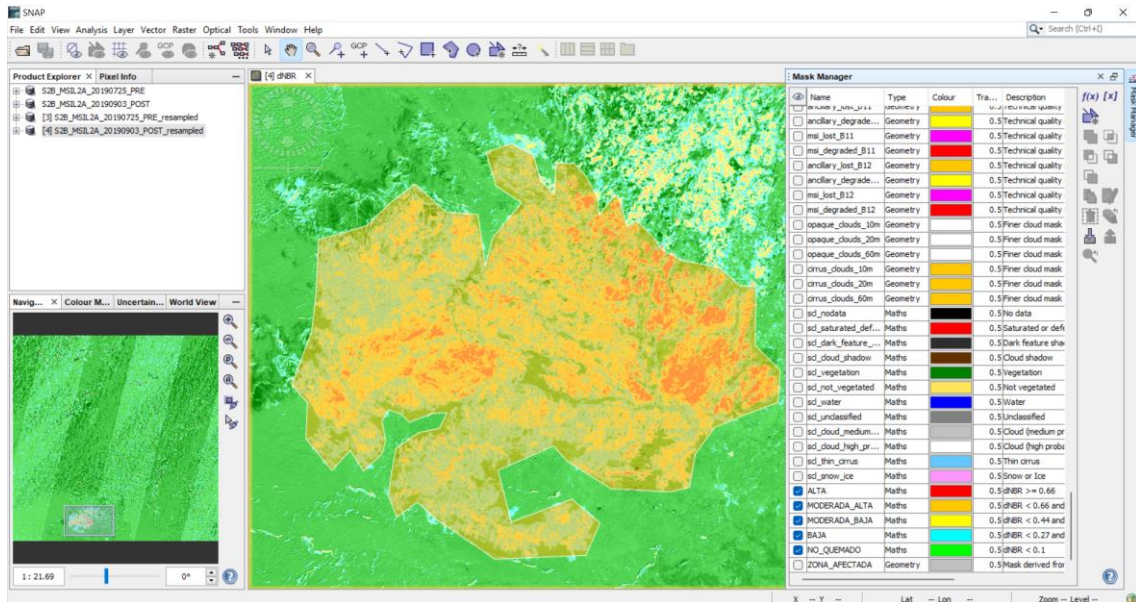 SNAP
File Edit View Analysis Layer Vector Raster Optical Tools Window Help
Search (Ctrl+I)
GCP
GCP
Product Explorer × Pixel Info
S2B_MSIL2A_20190725_PRE
S2B_MSIL2A_20190903_POST
[3] S2B_MSIL2A_20190725_PRE_resampled
[4] S2B_MSIL2A_20190903_POST_resampled
Navig... × Colour M... Uncertain... World View
1 : 21.69 0°
[4] dNBR ×
Mask Manager
Name Type Colour Tra... Description
ancillary_lost_B11 Geometry 0.5 Technical quality
ancillary_degrade... Geometry 0.5 Technical quality
msi_lost_B11 Geometry 0.5 Technical quality
msi_degraded_B11 Geometry 0.5 Technical quality
ancillary_lost_B12 Geometry 0.5 Technical quality
ancillary_degrade... Geometry 0.5 Technical quality
msi_lost_B12 Geometry 0.5 Technical quality
msi_degraded_B12 Geometry 0.5 Technical quality
opaque_clouds_10m Geometry 0.5 Finer cloud mask
opaque_clouds_20m Geometry 0.5 Finer cloud mask
opaque_clouds_60m Geometry 0.5 Finer cloud mask
cirrus_clouds_10m Geometry 0.5 Finer cloud mask
cirrus_clouds_20m Geometry 0.5 Finer cloud mask
cirrus_clouds_60m Geometry 0.5 Finer cloud mask
scl_nodata Maths 0.5 No data
scl_saturated_def... Maths 0.5 Saturated or defe
scl_dark_feature_... Maths 0.5 Dark feature sha
scl_cloud_shadow Maths 0.5 Cloud shadow
scl_vegetation Maths 0.5 Vegetation
scl_not_vegetated Maths 0.5 Not vegetated
scl_water Maths 0.5 Water
scl_unclassified Maths 0.5 Unclassified
scl_cloud_medium... Maths 0.5 Cloud (medium pr
scl_cloud_high_pr... Maths 0.5 Cloud (high proba
scl_thin_cirrus Maths 0.5 Thin cirrus
scl_snow_ice Maths 0.5 Snow or Ice
ALTA Maths 0.5 dNBR >= 0.66
MODERADA_ALTA Maths 0.5 dNBR < 0.66 and
MODERADA_BAJA Maths 0.5 dNBR < 0.44 and
BAJA Maths 0.5 dNBR < 0.27 and
NO_QUEMADO Maths 0.5 dNBR < 0.1
ZONA_AFECTADA Geometry 0.5 Mask derived fror
f(x) [x]
Mask Manager
X -- Y -- Lat -- Lon -- Zoom -- Level --